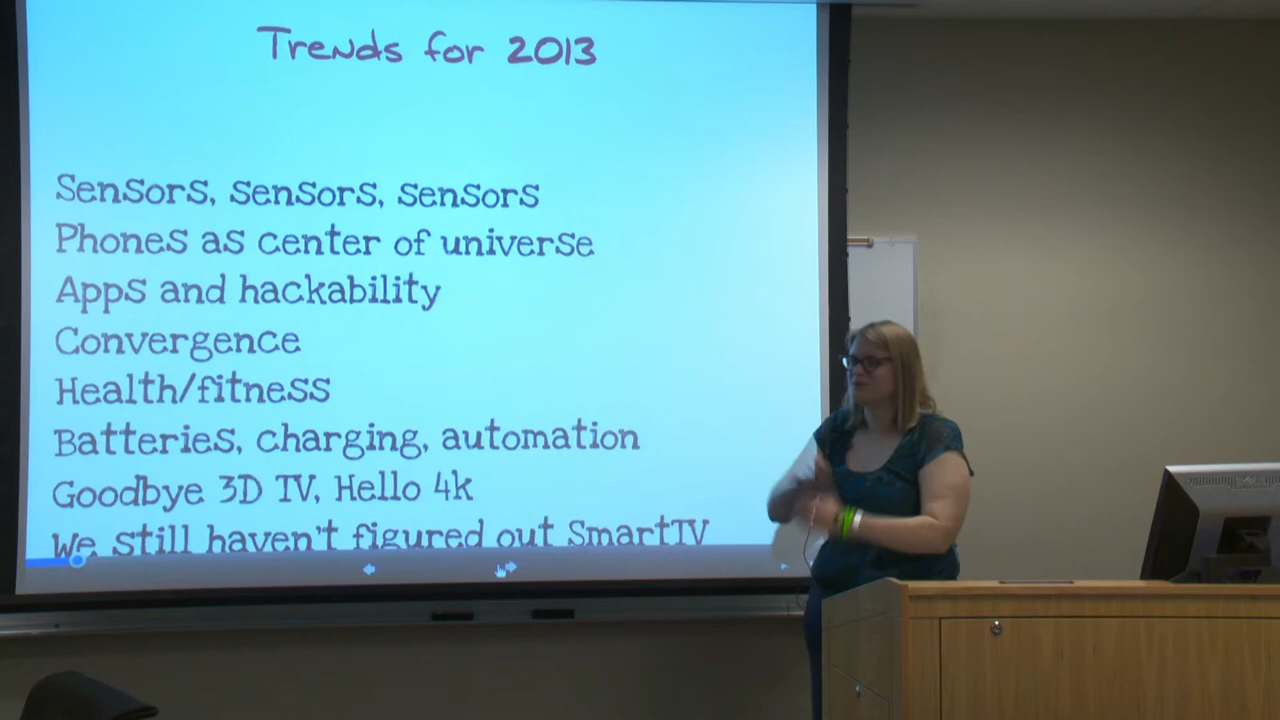 Trends for 2013
Sensors, sensors, sensors
Phones as center of universe
Apps and hackability
Convergence
Health/fitness
Batteries, charging, automation
Goodbye 3D TV, Hello 4k
We still haven't figured out SmartTV